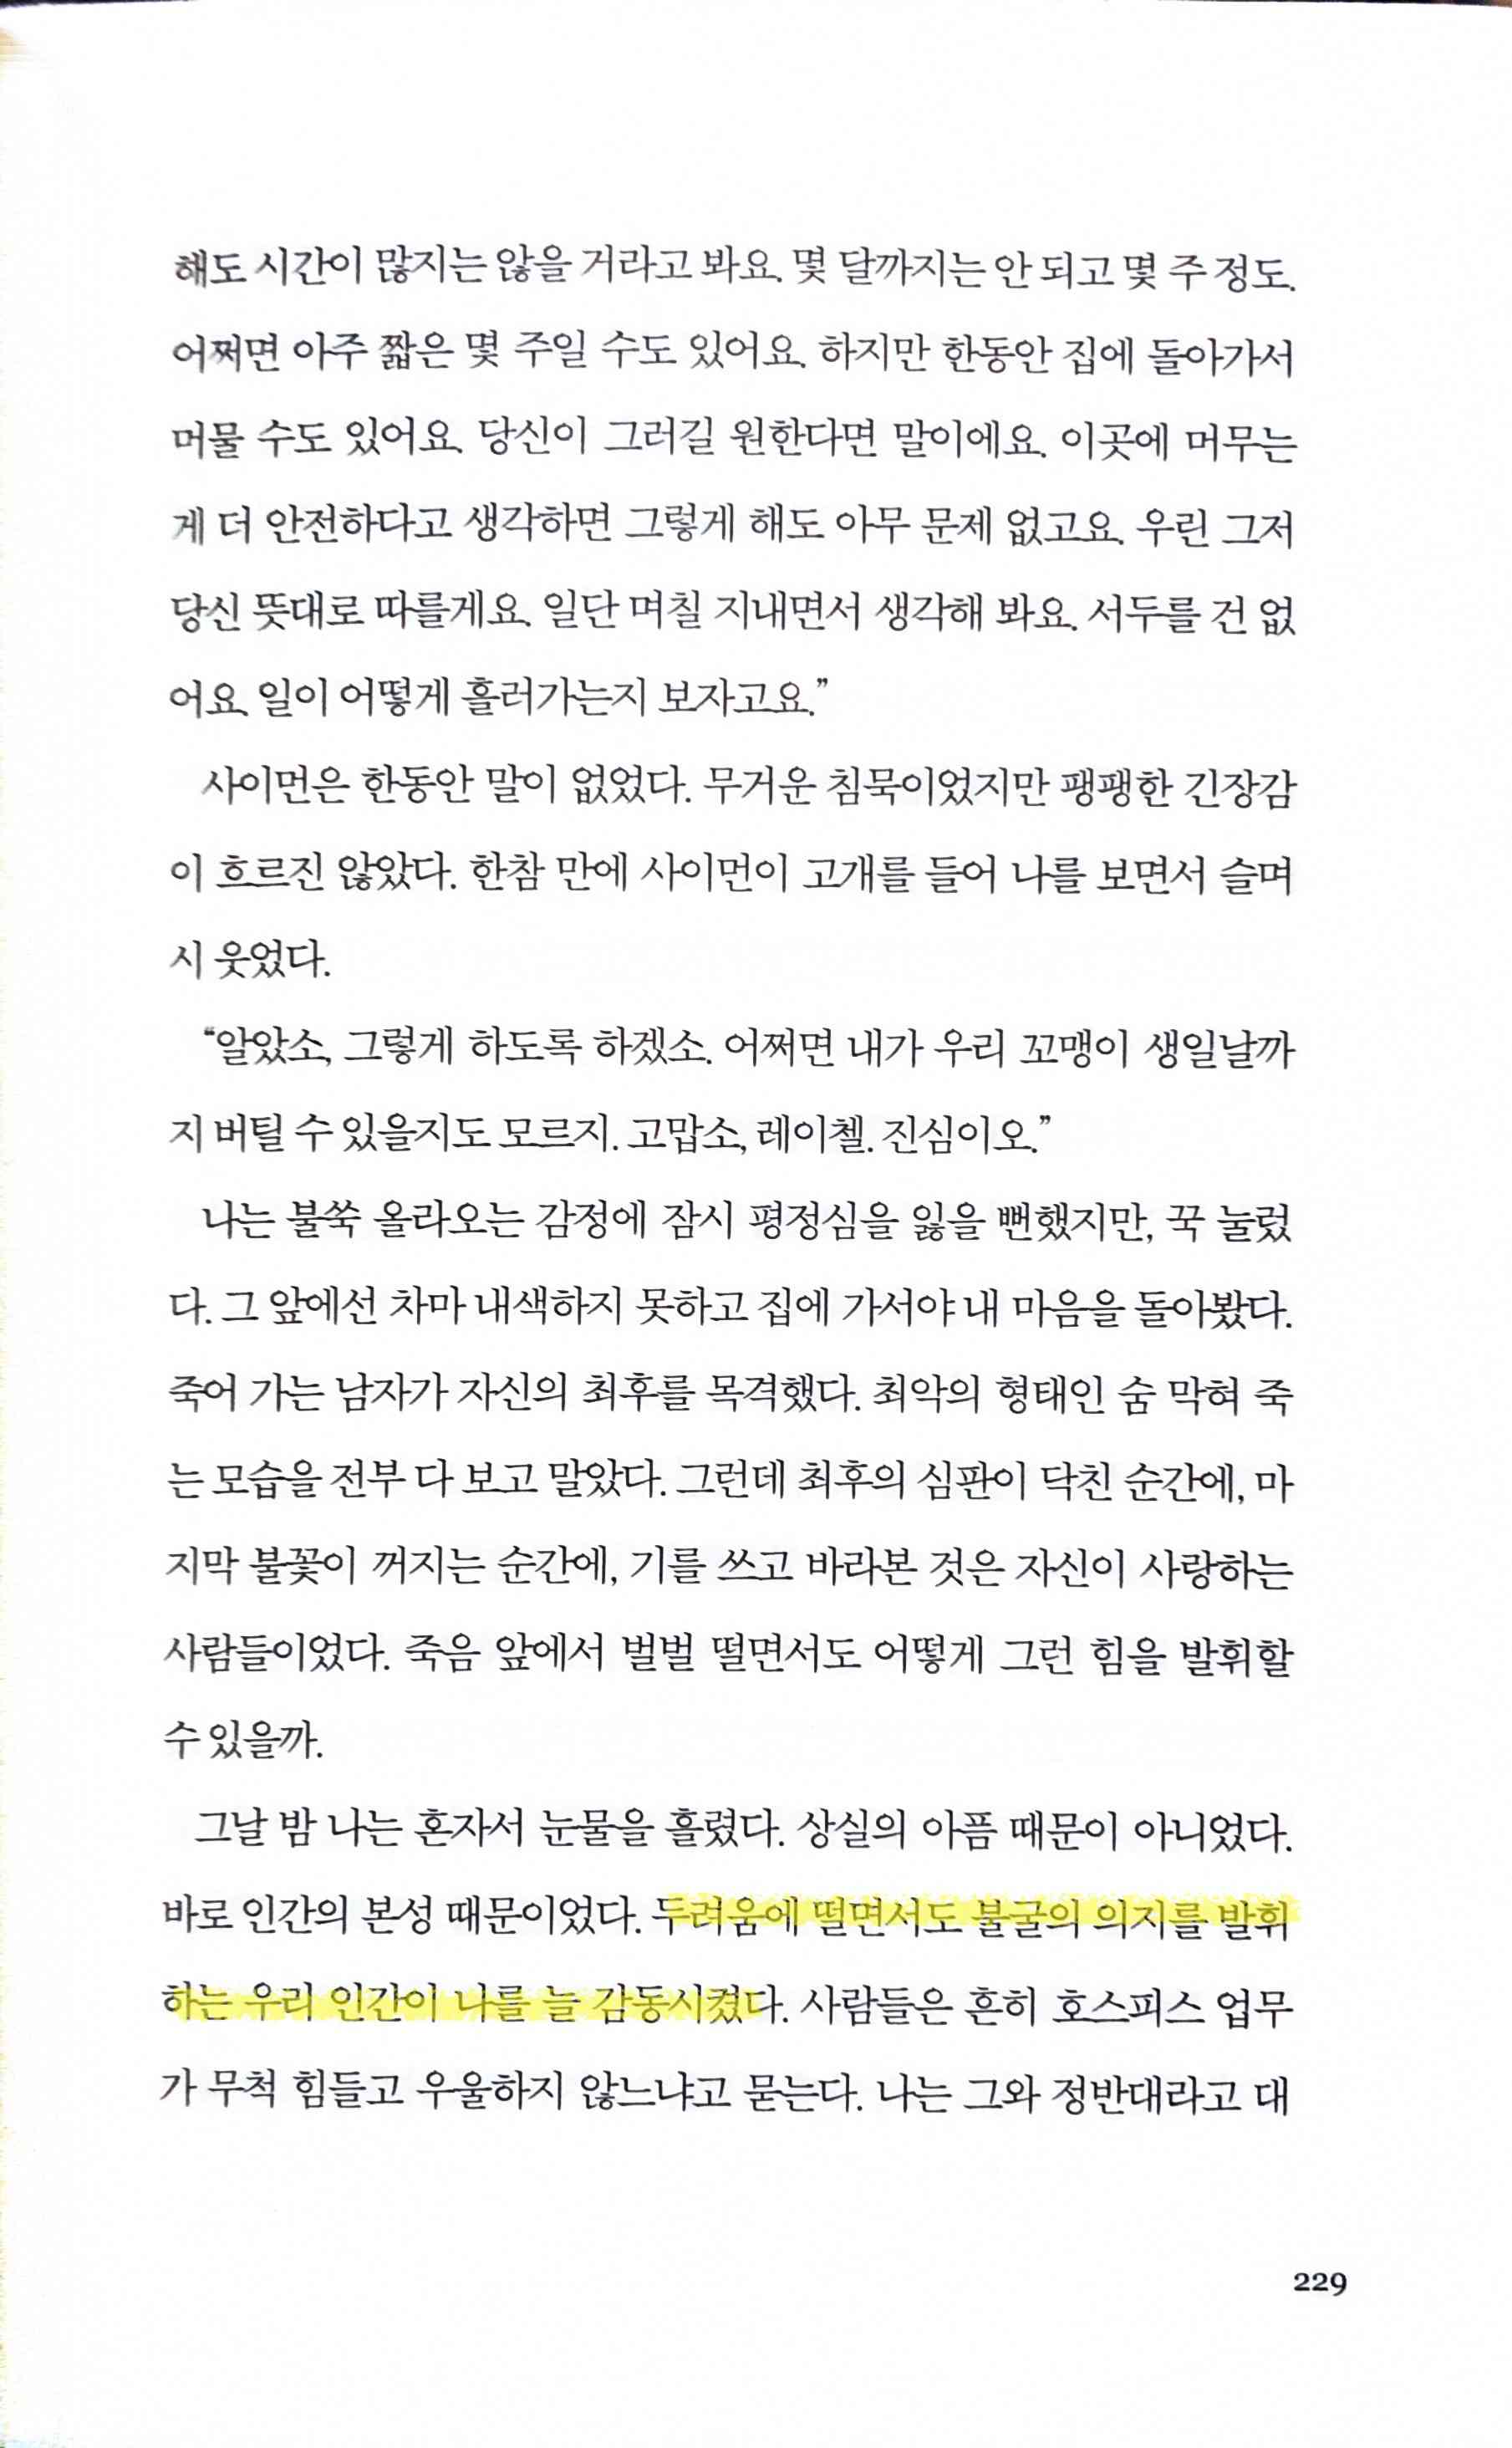 해도 시간이 많지는 않을 거라고 봐요. 몇 달까지는 안 되고 몇 주 정도.
어쩌면 아주 짧은 몇 주일 수도 있어요. 하지만 한동안 집에 돌아가서
머물 수도 있어요. 당신이 그러길 원한다면 말이에요. 이곳에 머무는
게 더 안전하다고 생각하면 그렇게 해도 아무 문제 없고요. 우린 그저
당신 뜻대로 따를게요. 일단 며칠 지내면서 생각해 봐요. 서두를 건 없
어요. 일이 어떻게 흘러가는지 보자고요.”
사이먼은 한동안 말이 없었다. 무거운 침묵이었지만 팽팽한 긴장감
이 흐르진 않았다. 한참 만에 사이먼이 고개를 들어 나를 보면서 슬며
시 웃었다.
“알았소, 그렇게 하도록 하겠소. 어쩌면 내가 우리 꼬맹이 생일날까
지 버틸 수 있을지도 모르지. 고맙소, 레이첼. 진심이오.”
나는 불쑥 올라오는 감정에 잠시 평정심을 잃을 뻔했지만, 꾹 눌렀
다. 그 앞에선 차마 내색하지 못하고 집에 가서야 내 마음을 돌아봤다.
죽어 가는 남자가 자신의 최후를 목격했다. 최악의 형태인 숨 막혀 죽
는 모습을 전부 다 보고 말았다. 그런데 최후의 심판이 닥친 순간에, 마
지막 불꽃이 꺼지는 순간에, 기를 쓰고 바라본 것은 자신이 사랑하는
사람들이었다. 죽음 앞에서 벌벌 떨면서도 어떻게 그런 힘을 발휘할
수 있을까.
그날 밤 나는 혼자서 눈물을 흘렸다. 상실의 아픔 때문이 아니었다.
바로 인간의 본성 때문이었다. 두려움에 떨면서도 불굴의 의지를 발휘
하는 우리 인간이 나를 늘 감동시켰다. 사람들은 흔히 호스피스 업무
가 무척 힘들고 우울하지 않느냐고 묻는다. 나는 그와 정반대라고 대
229